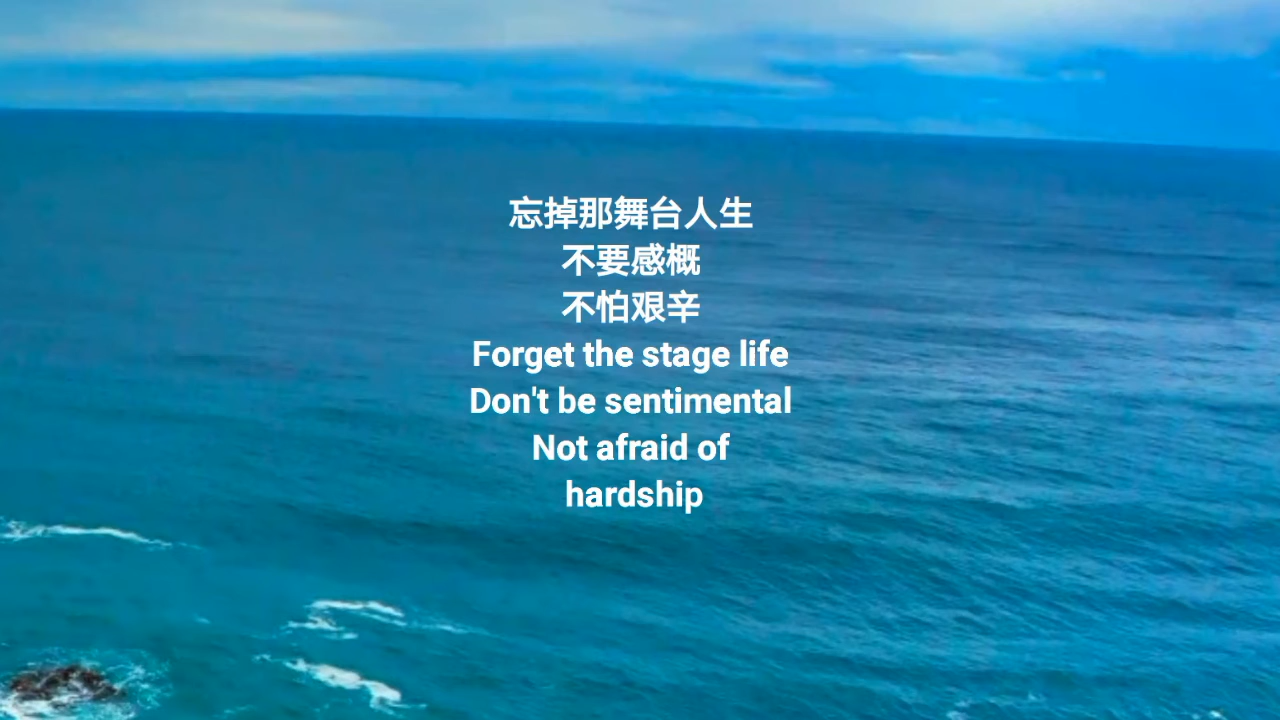 忘掉那舞台人生
不要感概
不怕艰辛
Forget the stage life
Don't be sentimental
Not afraid of
hardship